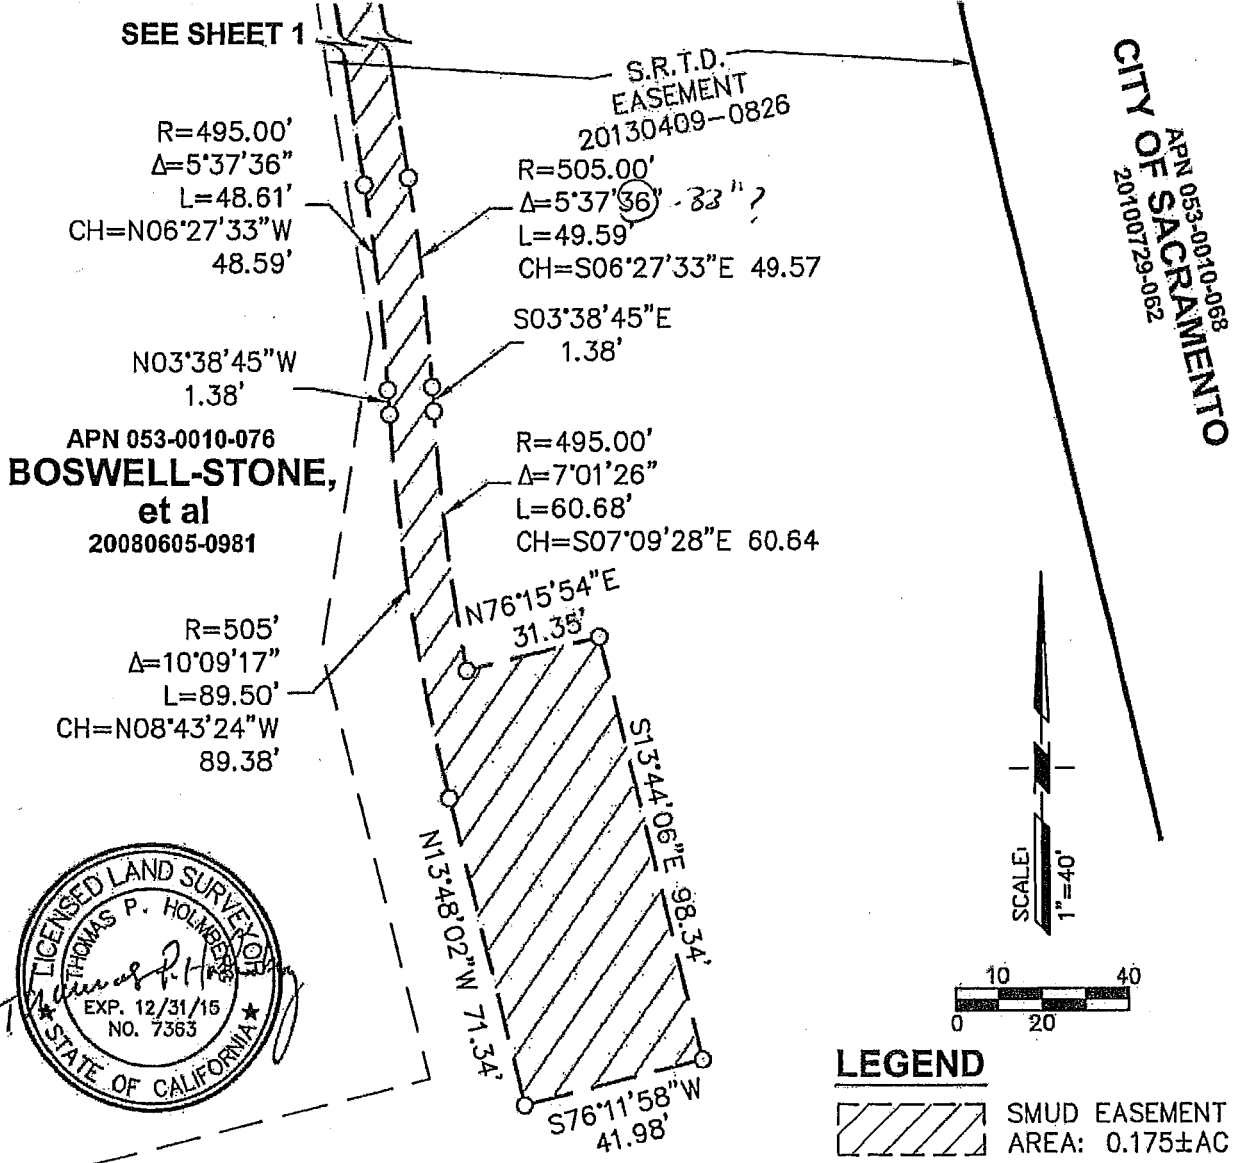 SEE SHEET 1
S.R.T.D.
EASEMENT
20130409-0826
CITY OF SACRAMENTO
APN 053-0010-068
20100729-062
R=495.00'
Δ=5°37'36"
L=48.61'
CH=N06°27'33"W
48.59'
R=505.00'
Δ=5°37'36" -33"?
L=49.59'
CH=S06°27'33"E 49.57
S03°38'45"E
1.38'
N03°38'45"W
1.38'
APN 053-0010-076
BOSWELL-STONE,
et al
20080605-0981
R=495.00'
Δ=7°01'26"
L=60.68'
CH=S07°09'28"E 60.64
N76°15'54"E
31.35'
R=505'
Δ=10°09'17"
L=89.50'
CH=N08°43'24"W
89.38'
S13°44'06"E 98.34'
N13°48'02"W 71.34'
S76°11'58"W
41.98'
LICENSED LAND SURVEYOR
THOMAS P. HOLMBERG
EXP. 12/31/15
NO. 7363
STATE OF CALIFORNIA
SCALE:
1"=40'
10 40
0 20
LEGEND
SMUD EASEMENT
AREA: 0.175±AC